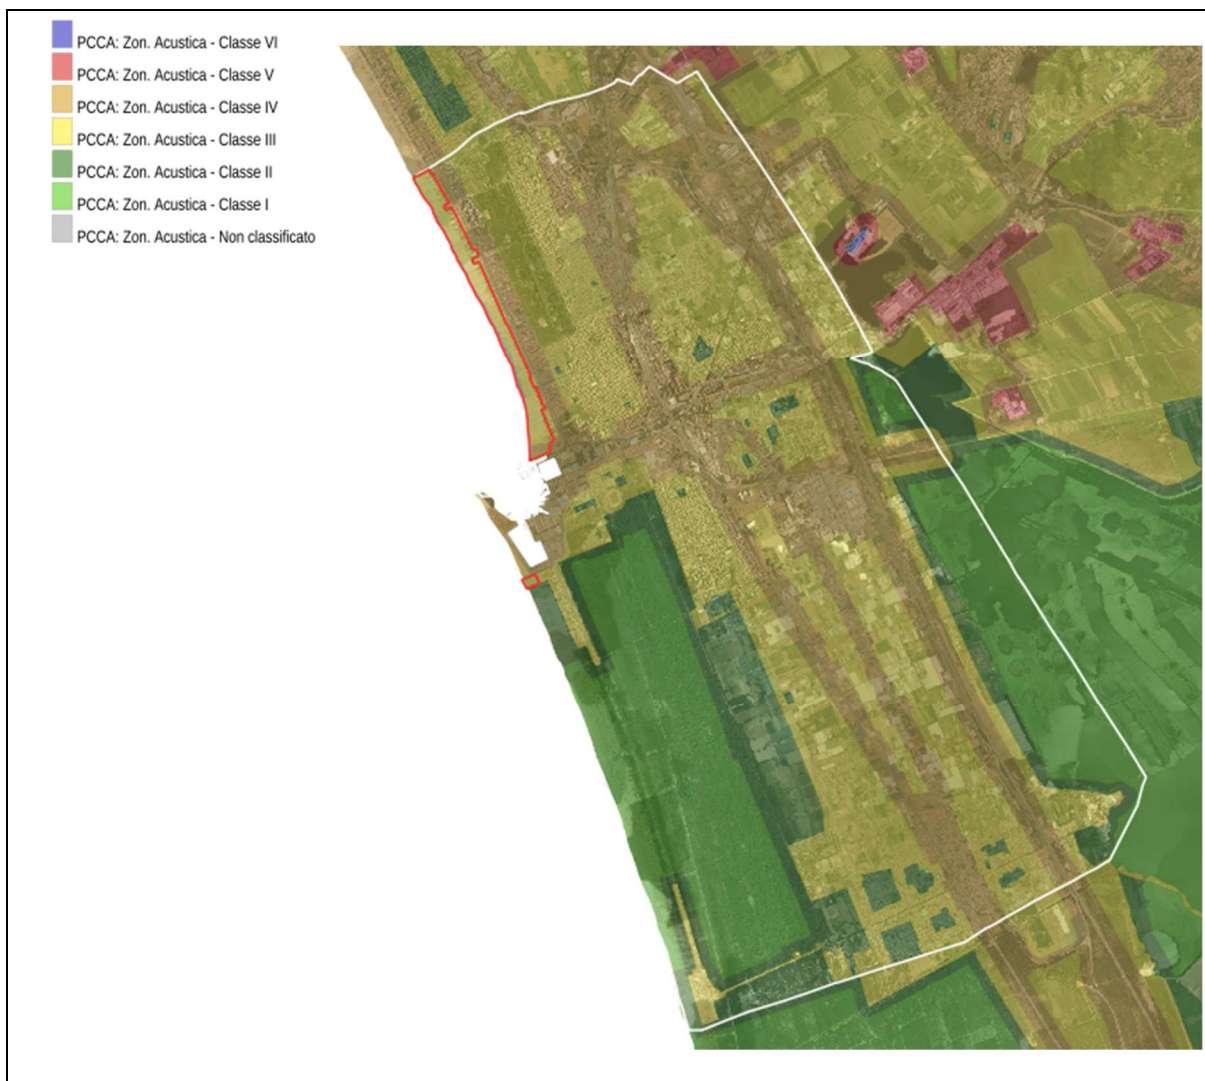 PCCA: Zon. Acustica - Classe VI
PCCA: Zon. Acustica - Classe V
PCCA: Zon. Acustica - Classe IV
PCCA: Zon. Acustica - Classe III
PCCA: Zon. Acustica - Classe II
PCCA: Zon. Acustica - Classe I
PCCA: Zon. Acustica - Non classificato